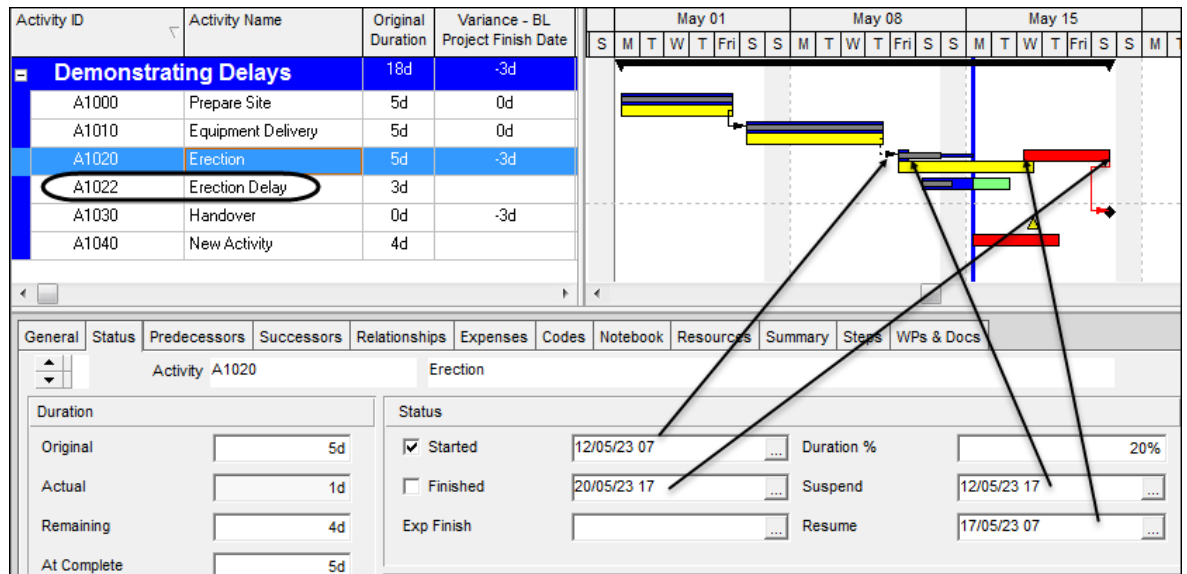 Activity ID Activity Name Original Duration Variance - BL Project Finish Date May 01 May 08 May 15
S M T W T Fri S S M T W T Fri S S M T W T Fri S S M T
Demonstrating Delays 18d -3d
A1000 Prepare Site 5d 0d
A1010 Equipment Delivery 5d 0d
A1020 Erection 5d -3d
A1022 Erection Delay 3d
A1030 Handover 0d -3d
A1040 New Activity 4d
General Status Predecessors Successors Relationships Expenses Codes Notebook Resources Summary Steps WPs & Docs
Activity A1020 Erection
Duration Status
Original 5d Started 12/05/23 07 ... Duration % 20%
Actual 1d Finished 20/05/23 17 ... Suspend 12/05/23 17 ...
Remaining 4d Exp Finish ... Resume 17/05/23 07 ...
At Complete 5d